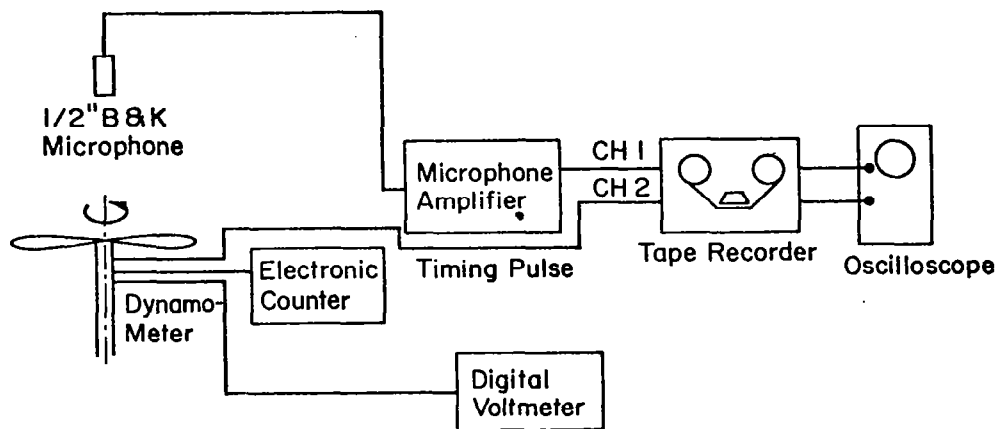 1/2" B & K
Microphone
Microphone
Amplifier
CH 1
CH 2
Timing Pulse
Tape Recorder
Oscilloscope
Electronic
Counter
Dynamo-
Meter
Digital
Voltmeter